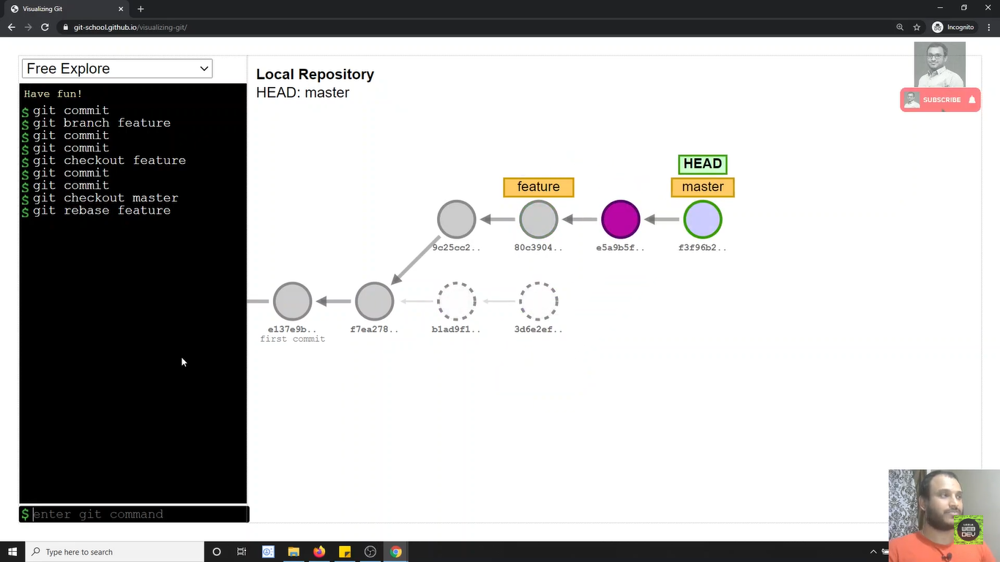 Visualizing Git
git-school.github.io/visualizing-git/
Incognito
Free Explore
Have fun!
$ git commit
$ git branch feature
$ git commit
$ git commit
$ git checkout feature
$ git commit
$ git commit
$ git checkout master
$ git rebase feature
$ enter git command
Local Repository
HEAD: master
HEAD
feature
master
9c25cc2..
80c3904..
e5a9b5f..
f3f96b2..
e137e9b..
f7ea278..
b1ad9f1..
3d6e2ef..
first commit
SUBSCRIBE
LEELA
WEB
DEV
Type here to search